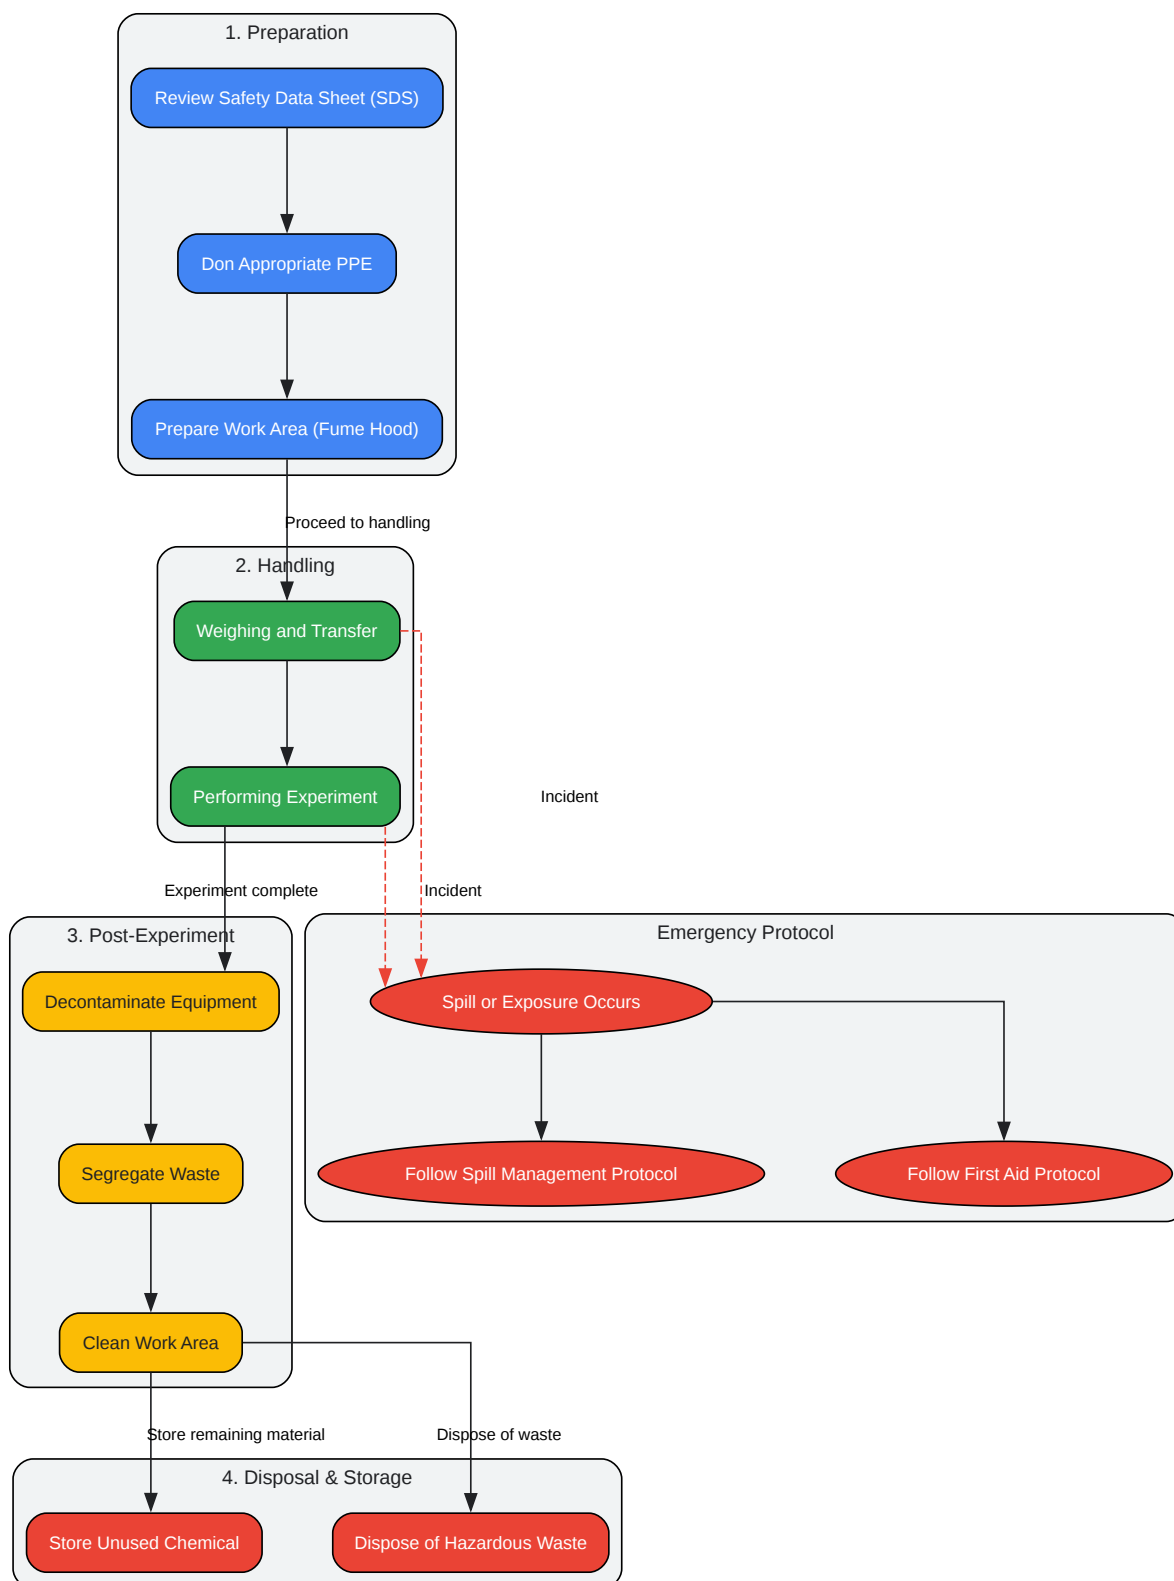 1. Preparation
Review Safety Data Sheet (SDS)
Don Appropriate PPE
Prepare Work Area (Fume Hood)
Proceed to handling
2. Handling
Weighing and Transfer
Performing Experiment
Incident
Experiment complete
Incident
3. Post-Experiment
Decontaminate Equipment
Segregate Waste
Clean Work Area
Emergency Protocol
Spill or Exposure Occurs
Follow Spill Management Protocol
Follow First Aid Protocol
Store remaining material
Dispose of waste
4. Disposal & Storage
Store Unused Chemical
Dispose of Hazardous Waste